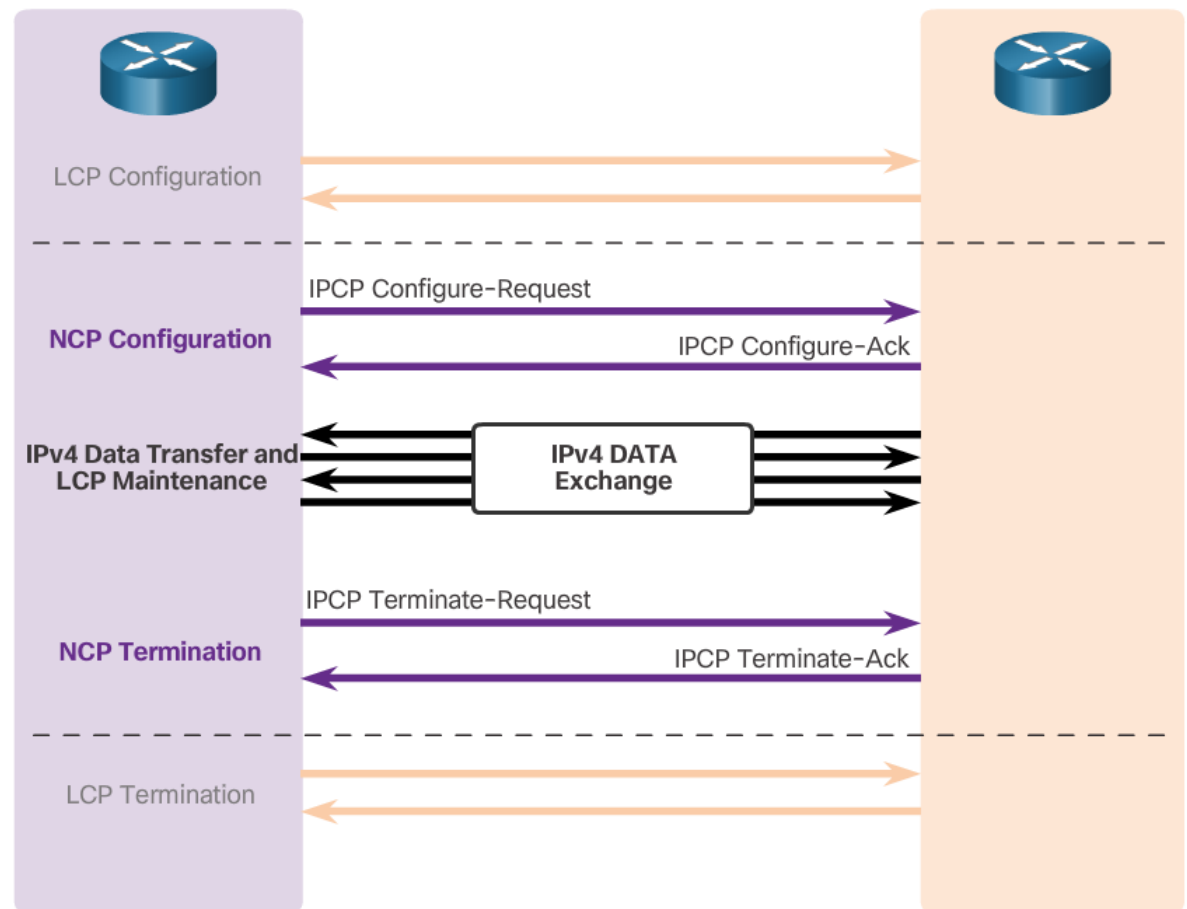 LCP Configuration
IPCP Configure-Request
NCP Configuration
IPCP Configure-Ack
IPv4 Data Transfer and
LCP Maintenance
IPv4 DATA
Exchange
IPCP Terminate-Request
NCP Termination
IPCP Terminate-Ack
LCP Termination